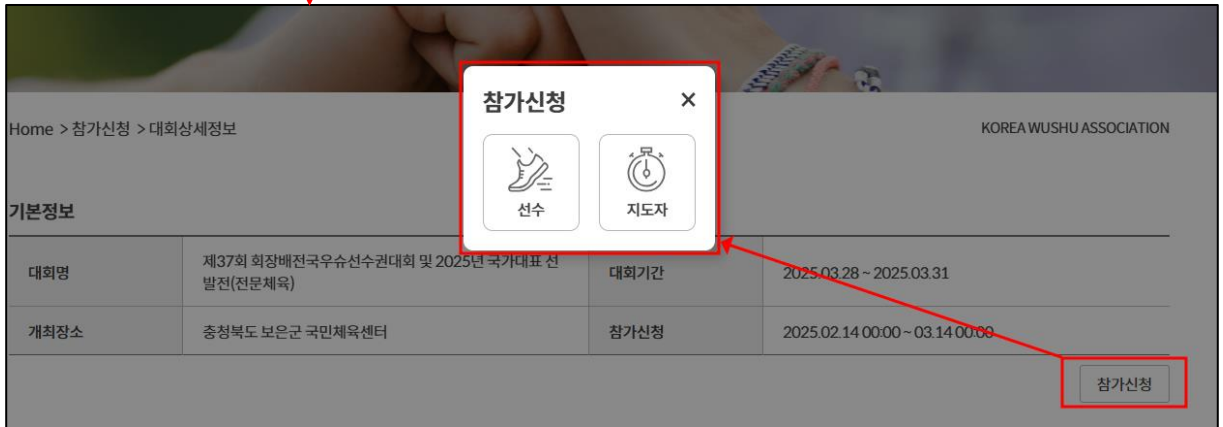 참가신청 ×
선수 지도자
Home > 참가신청 > 대회상세정보 KOREA WUSHU ASSOCIATION
기본정보
대회명 제37회 회장배전국우슈선수권대회 및 2025년 국가대표 선
발전(전문체육) 대회기간 2025.03.28 ~ 2025.03.31
개최장소 충청북도 보은군 국민체육센터 참가신청 2025.02.14 00:00 ~ 03.14 00:00
참가신청